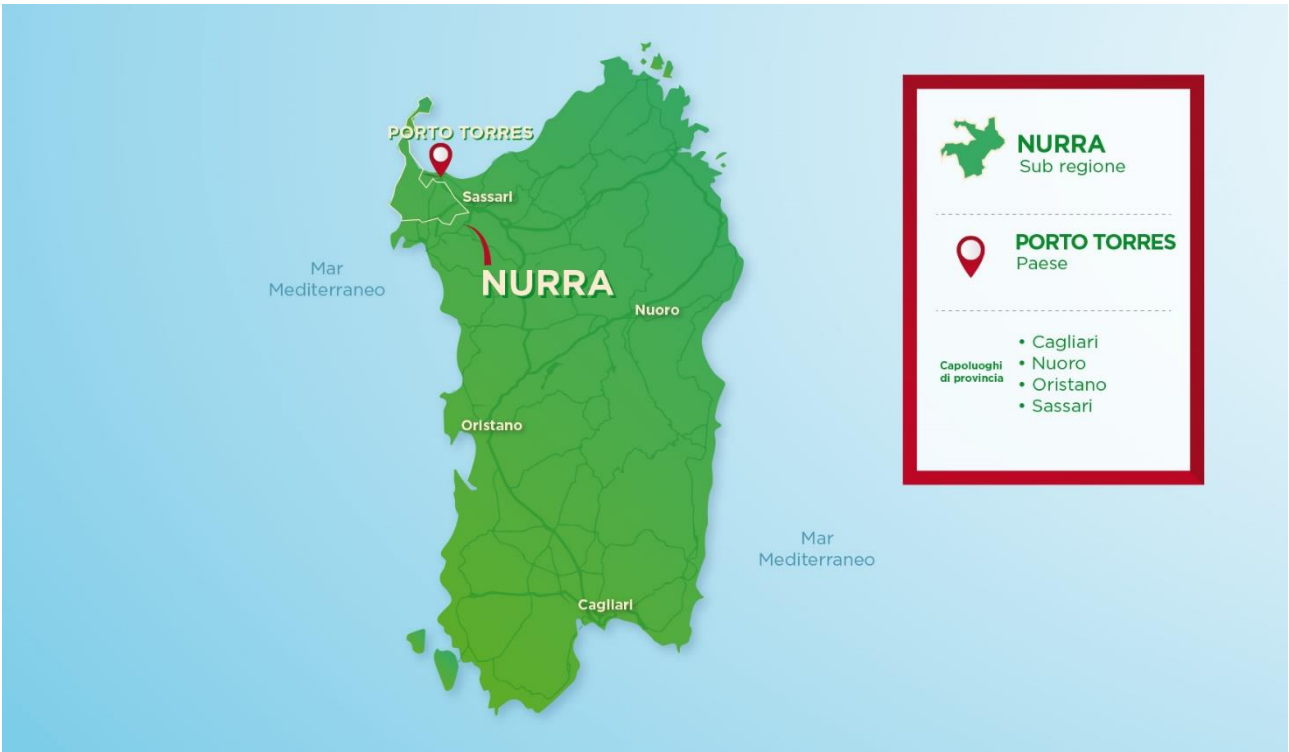 PORTO TORRES
Sassari
NURRA
Mar
Mediterraneo
Nuoro
Oristano
Mar
Mediterraneo
Cagliari
NURRA
Sub regione
PORTO TORRES
Paese
Capoluoghi
di provincia
• Cagliari
• Nuoro
• Oristano
• Sassari